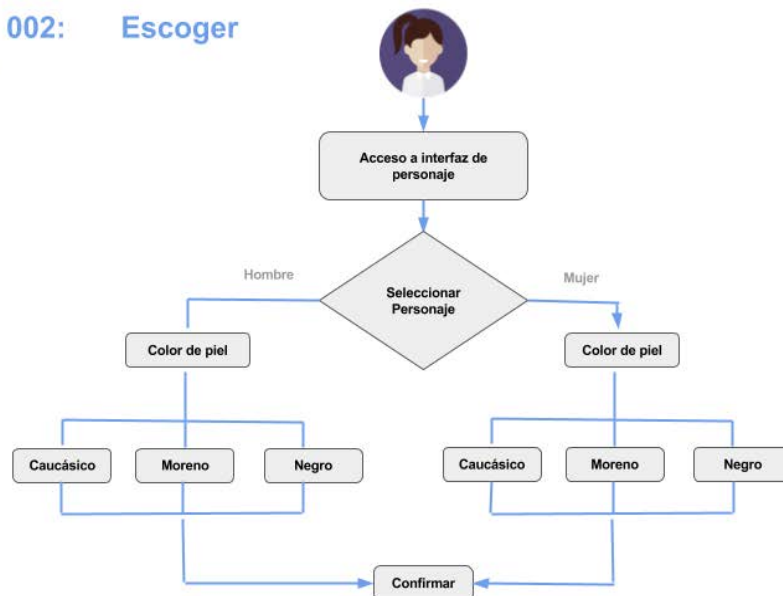 002: Escoger
Acceso a interfaz de
personaje
Hombre
Mujer
Seleccionar
Personaje
Color de piel
Color de piel
Caucásico
Moreno
Negro
Caucásico
Moreno
Negro
Confirmar